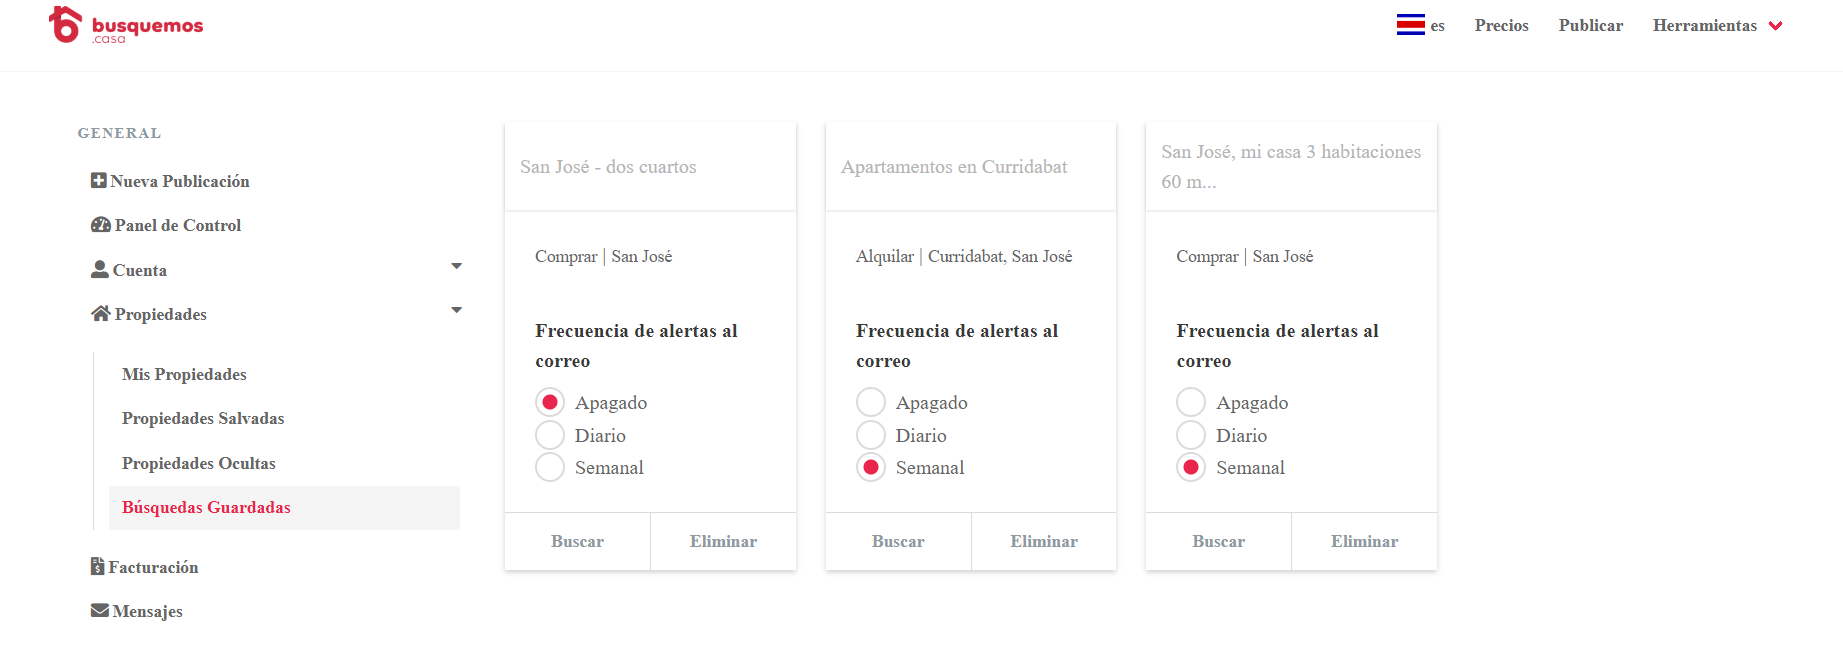 busquemos
.casa
es
Precios
Publicar
Herramientas
GENERAL
Nueva Publicación
Panel de Control
Cuenta
Propiedades
Mis Propiedades
Propiedades Salvadas
Propiedades Ocultas
Búsquedas Guardadas
Facturación
Mensajes
San José - dos cuartos
Comprar | San José
Frecuencia de alertas al
correo
Apagado
Diario
Semanal
Buscar
Eliminar
Apartamentos en Curridabat
Alquilar | Curridabat, San José
Frecuencia de alertas al
correo
Apagado
Diario
Semanal
Buscar
Eliminar
San José, mi casa 3 habitaciones
60 m...
Comprar | San José
Frecuencia de alertas al
correo
Apagado
Diario
Semanal
Buscar
Eliminar